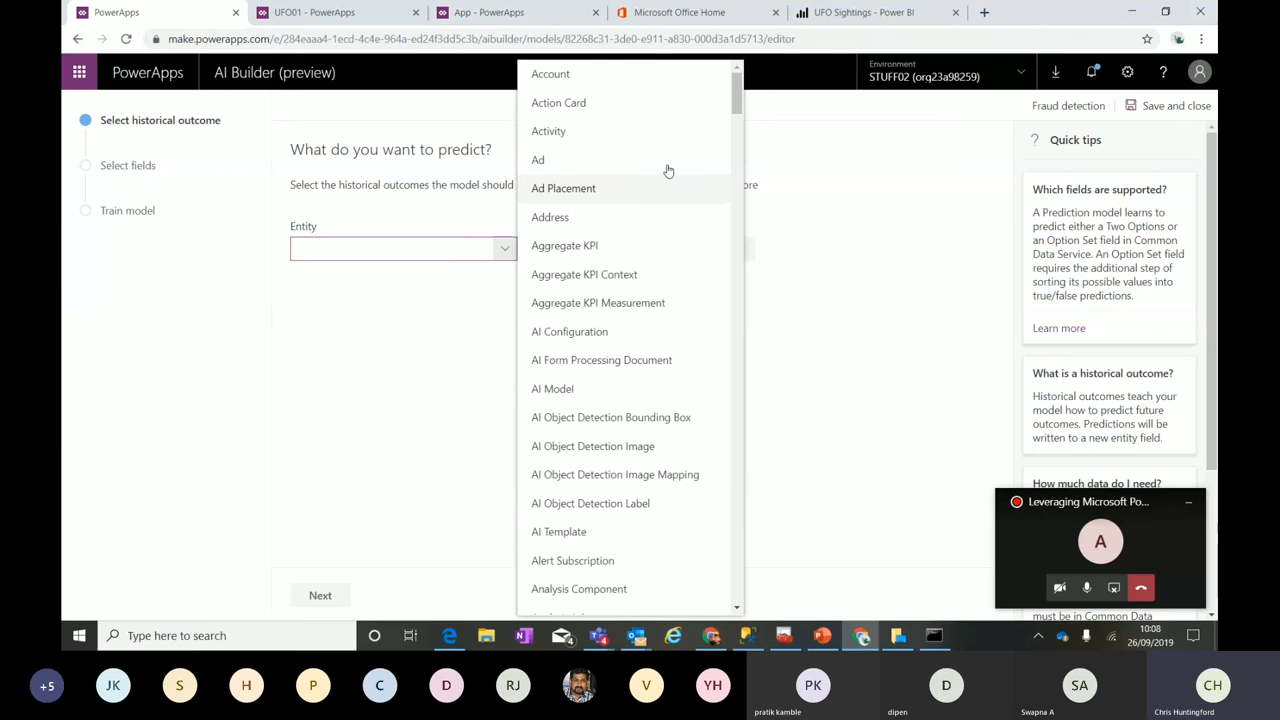 PowerApps
UFO01 - PowerApps
App - PowerApps
Microsoft Office Home
UFO Sightings - Power BI
make.powerapps.com/e/284eaaa4-1ecd-4c4e-964a-ed24f3dd5c3b/aibuilder/models/82268c31-3de0-e911-a830-000d3a1d5713/editor
PowerApps
AI Builder (preview)
Environment
STUFF02 (org23a98259)
Fraud detection
Save and close
Select historical outcome
Select fields
Train model
What do you want to predict?
Select the historical outcomes the model should
ore
Entity
Account
Action Card
Activity
Ad
Ad Placement
Address
Aggregate KPI
Aggregate KPI Context
Aggregate KPI Measurement
AI Configuration
AI Form Processing Document
AI Model
AI Object Detection Bounding Box
AI Object Detection Image
AI Object Detection Image Mapping
AI Object Detection Label
AI Template
Alert Subscription
Analysis Component
Next
? Quick tips
Which fields are supported?
A Prediction model learns to
predict either a Two Options or
an Option Set field in Common
Data Service. An Option Set field
requires the additional step of
sorting its possible values into
true/false predictions.
Learn more
What is a historical outcome?
Historical outcomes teach your
model how to predict future
outcomes. Predictions will be
written to a new entity field.
How much data do I need?
must be in Common Data
Leveraging Microsoft Po...
A
Type here to search
10:08
26/09/2019
+5
JK
S
H
P
C
D
RJ
V
YH
PK
pratik kamble
D
dipen
SA
Swapna A
CH
Chris Huntingford